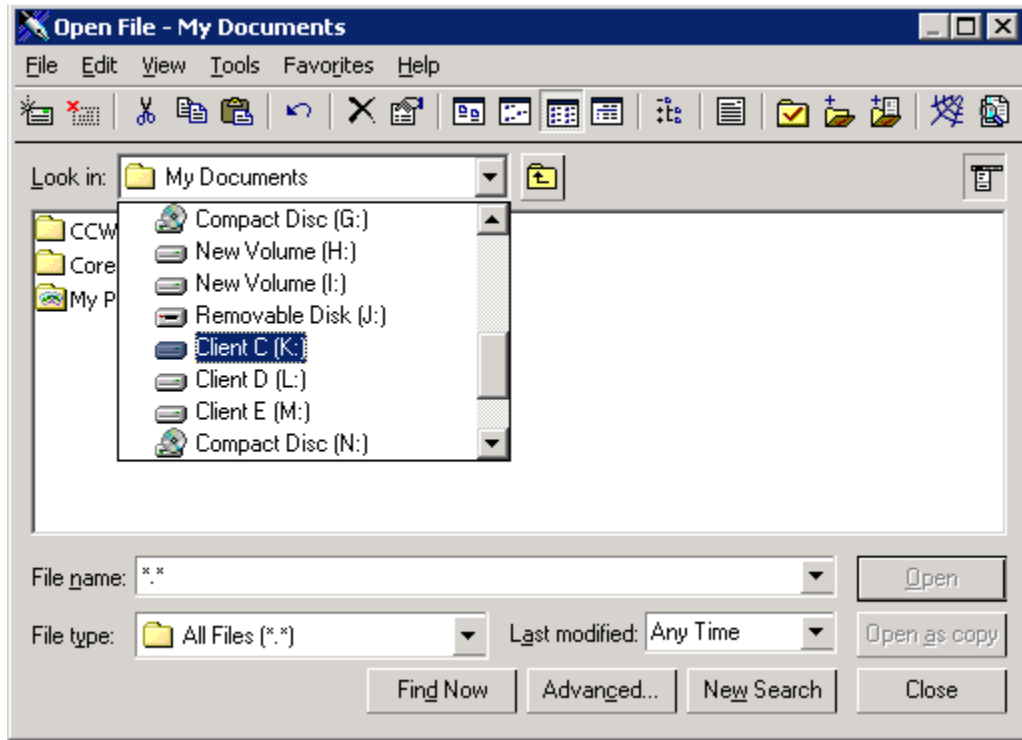 Open File - My Documents
File Edit View Tools Favorites Help
Look in: My Documents
Compact Disc (G:)
CCW
New Volume (H:)
Core
New Volume (I:)
My P
Removable Disk (J:)
Client C (K:)
Client D (L:)
Client E (M:)
Compact Disc (N:)
File name: *.* Open
File type: All Files (*.*) Last modified: Any Time Open as copy
Find Now Advanced... New Search Close